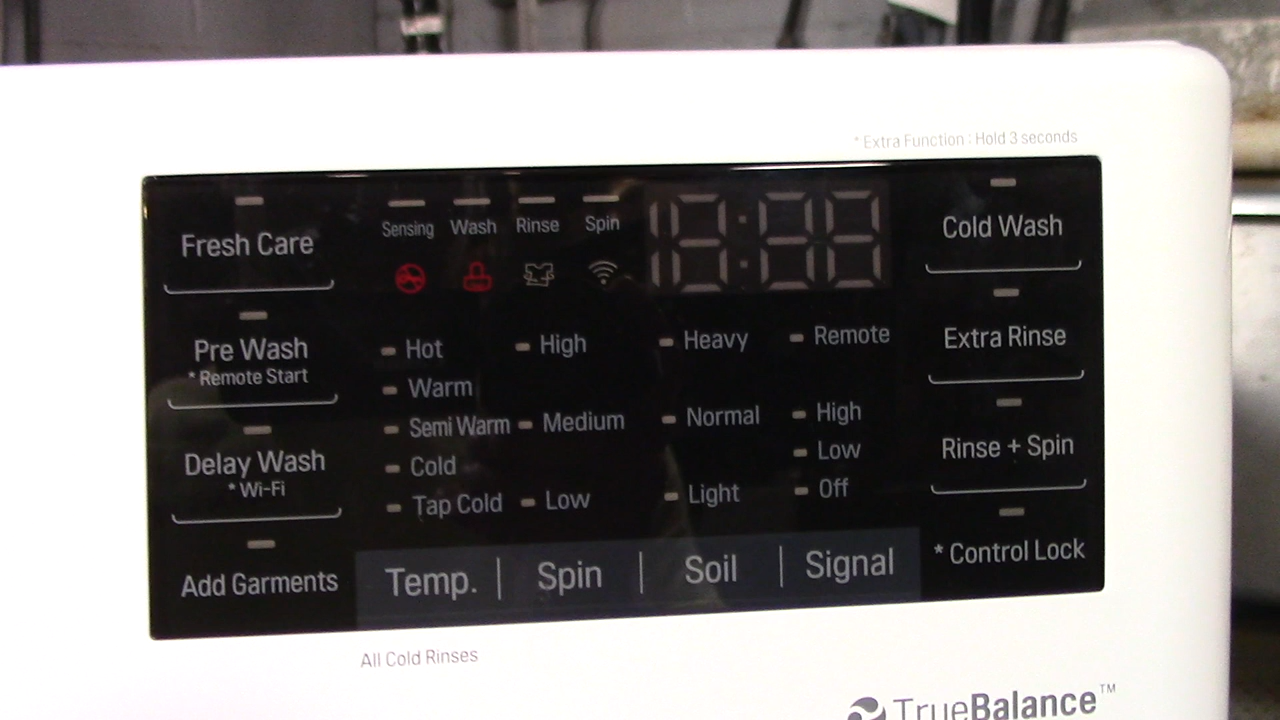 * Extra Function : Hold 3 seconds
Fresh Care
Sensing Wash Rinse Spin
18:88
Cold Wash
Pre Wash
* Remote Start
Hot High Heavy Remote
Extra Rinse
Warm
Semi Warm Medium Normal High
Delay Wash
* Wi-Fi
Cold Low
Rinse + Spin
Tap Cold Low Light Off
Add Garments
Temp. | Spin | Soil | Signal
* Control Lock
All Cold Rinses
TrueBalance™